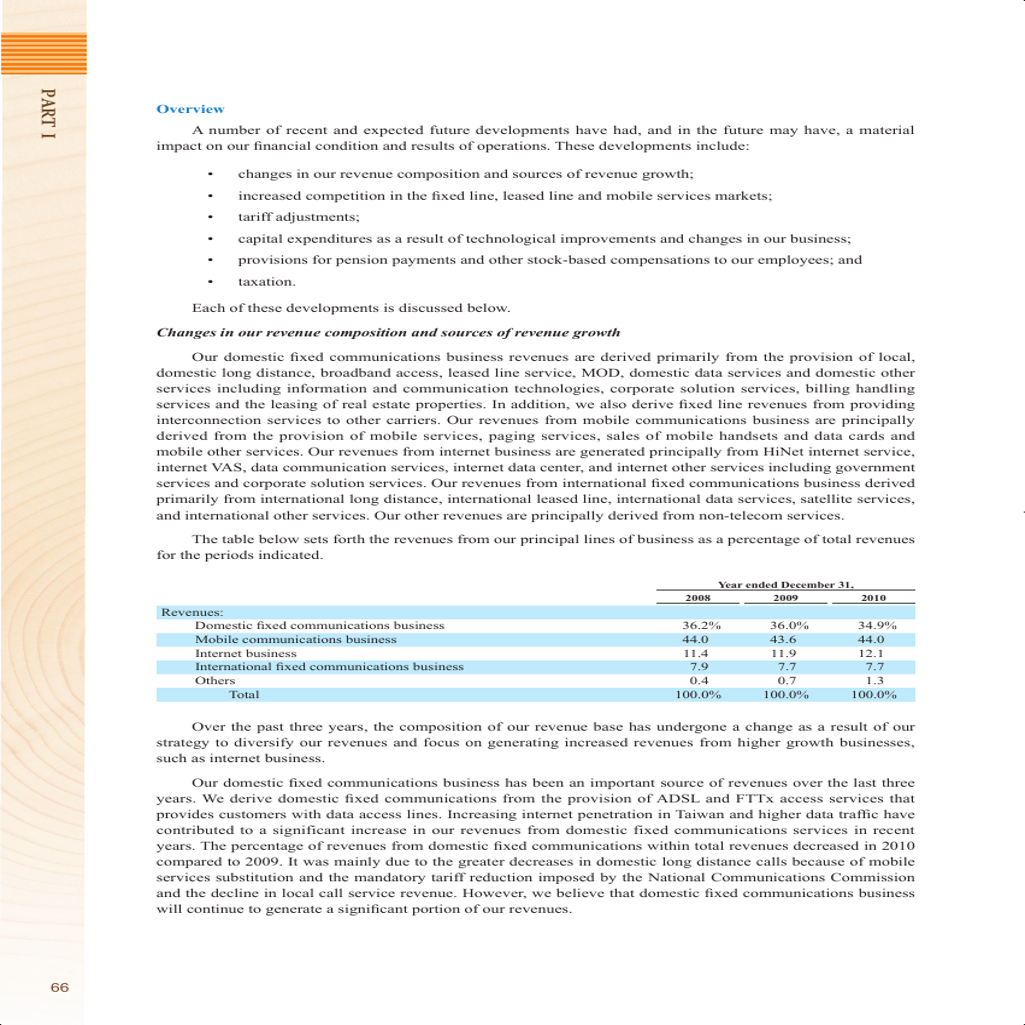 PART I
Overview
A number of recent and expected future developments have had, and in the future may have, a material
impact on our financial condition and results of operations. These developments include:
• changes in our revenue composition and sources of revenue growth;
• increased competition in the fixed line, leased line and mobile services markets;
• tariff adjustments;
• capital expenditures as a result of technological improvements and changes in our business;
• provisions for pension payments and other stock-based compensations to our employees; and
• taxation.
Each of these developments is discussed below.
Changes in our revenue composition and sources of revenue growth
Our domestic fixed communications business revenues are derived primarily from the provision of local,
domestic long distance, broadband access, leased line service, MOD, domestic data services and domestic other
services including information and communication technologies, corporate solution services, billing handling
services and the leasing of real estate properties. In addition, we also derive fixed line revenues from providing
interconnection services to other carriers. Our revenues from mobile communications business are principally
derived from the provision of mobile services, paging services, sales of mobile handsets and data cards and
mobile other services. Our revenues from internet business are generated principally from HiNet internet service,
internet VAS, data communication services, internet data center, and internet other services including government
services and corporate solution services. Our revenues from international fixed communications business derived
primarily from international long distance, international leased line, international data services, satellite services,
and international other services. Our other revenues are principally derived from non-telecom services.
The table below sets forth the revenues from our principal lines of business as a percentage of total revenues
for the periods indicated.
Year ended December 31,
2008 2009 2010
Revenues:
Domestic fixed communications business 36.2% 36.0% 34.9%
Mobile communications business 44.0 43.6 44.0
Internet business 11.4 11.9 12.1
International fixed communications business 7.9 7.7 7.7
Others 0.4 0.7 1.3
Total 100.0% 100.0% 100.0%
Over the past three years, the composition of our revenue base has undergone a change as a result of our
strategy to diversify our revenues and focus on generating increased revenues from higher growth businesses,
such as internet business.
Our domestic fixed communications business has been an important source of revenues over the last three
years. We derive domestic fixed communications from the provision of ADSL and FTTx access services that
provides customers with data access lines. Increasing internet penetration in Taiwan and higher data traffic have
contributed to a significant increase in our revenues from domestic fixed communications services in recent
years. The percentage of revenues from domestic fixed communications within total revenues decreased in 2010
compared to 2009. It was mainly due to the greater decreases in domestic long distance calls because of mobile
services substitution and the mandatory tariff reduction imposed by the National Communications Commission
and the decline in local call service revenue. However, we believe that domestic fixed communications business
will continue to generate a significant portion of our revenues.
66